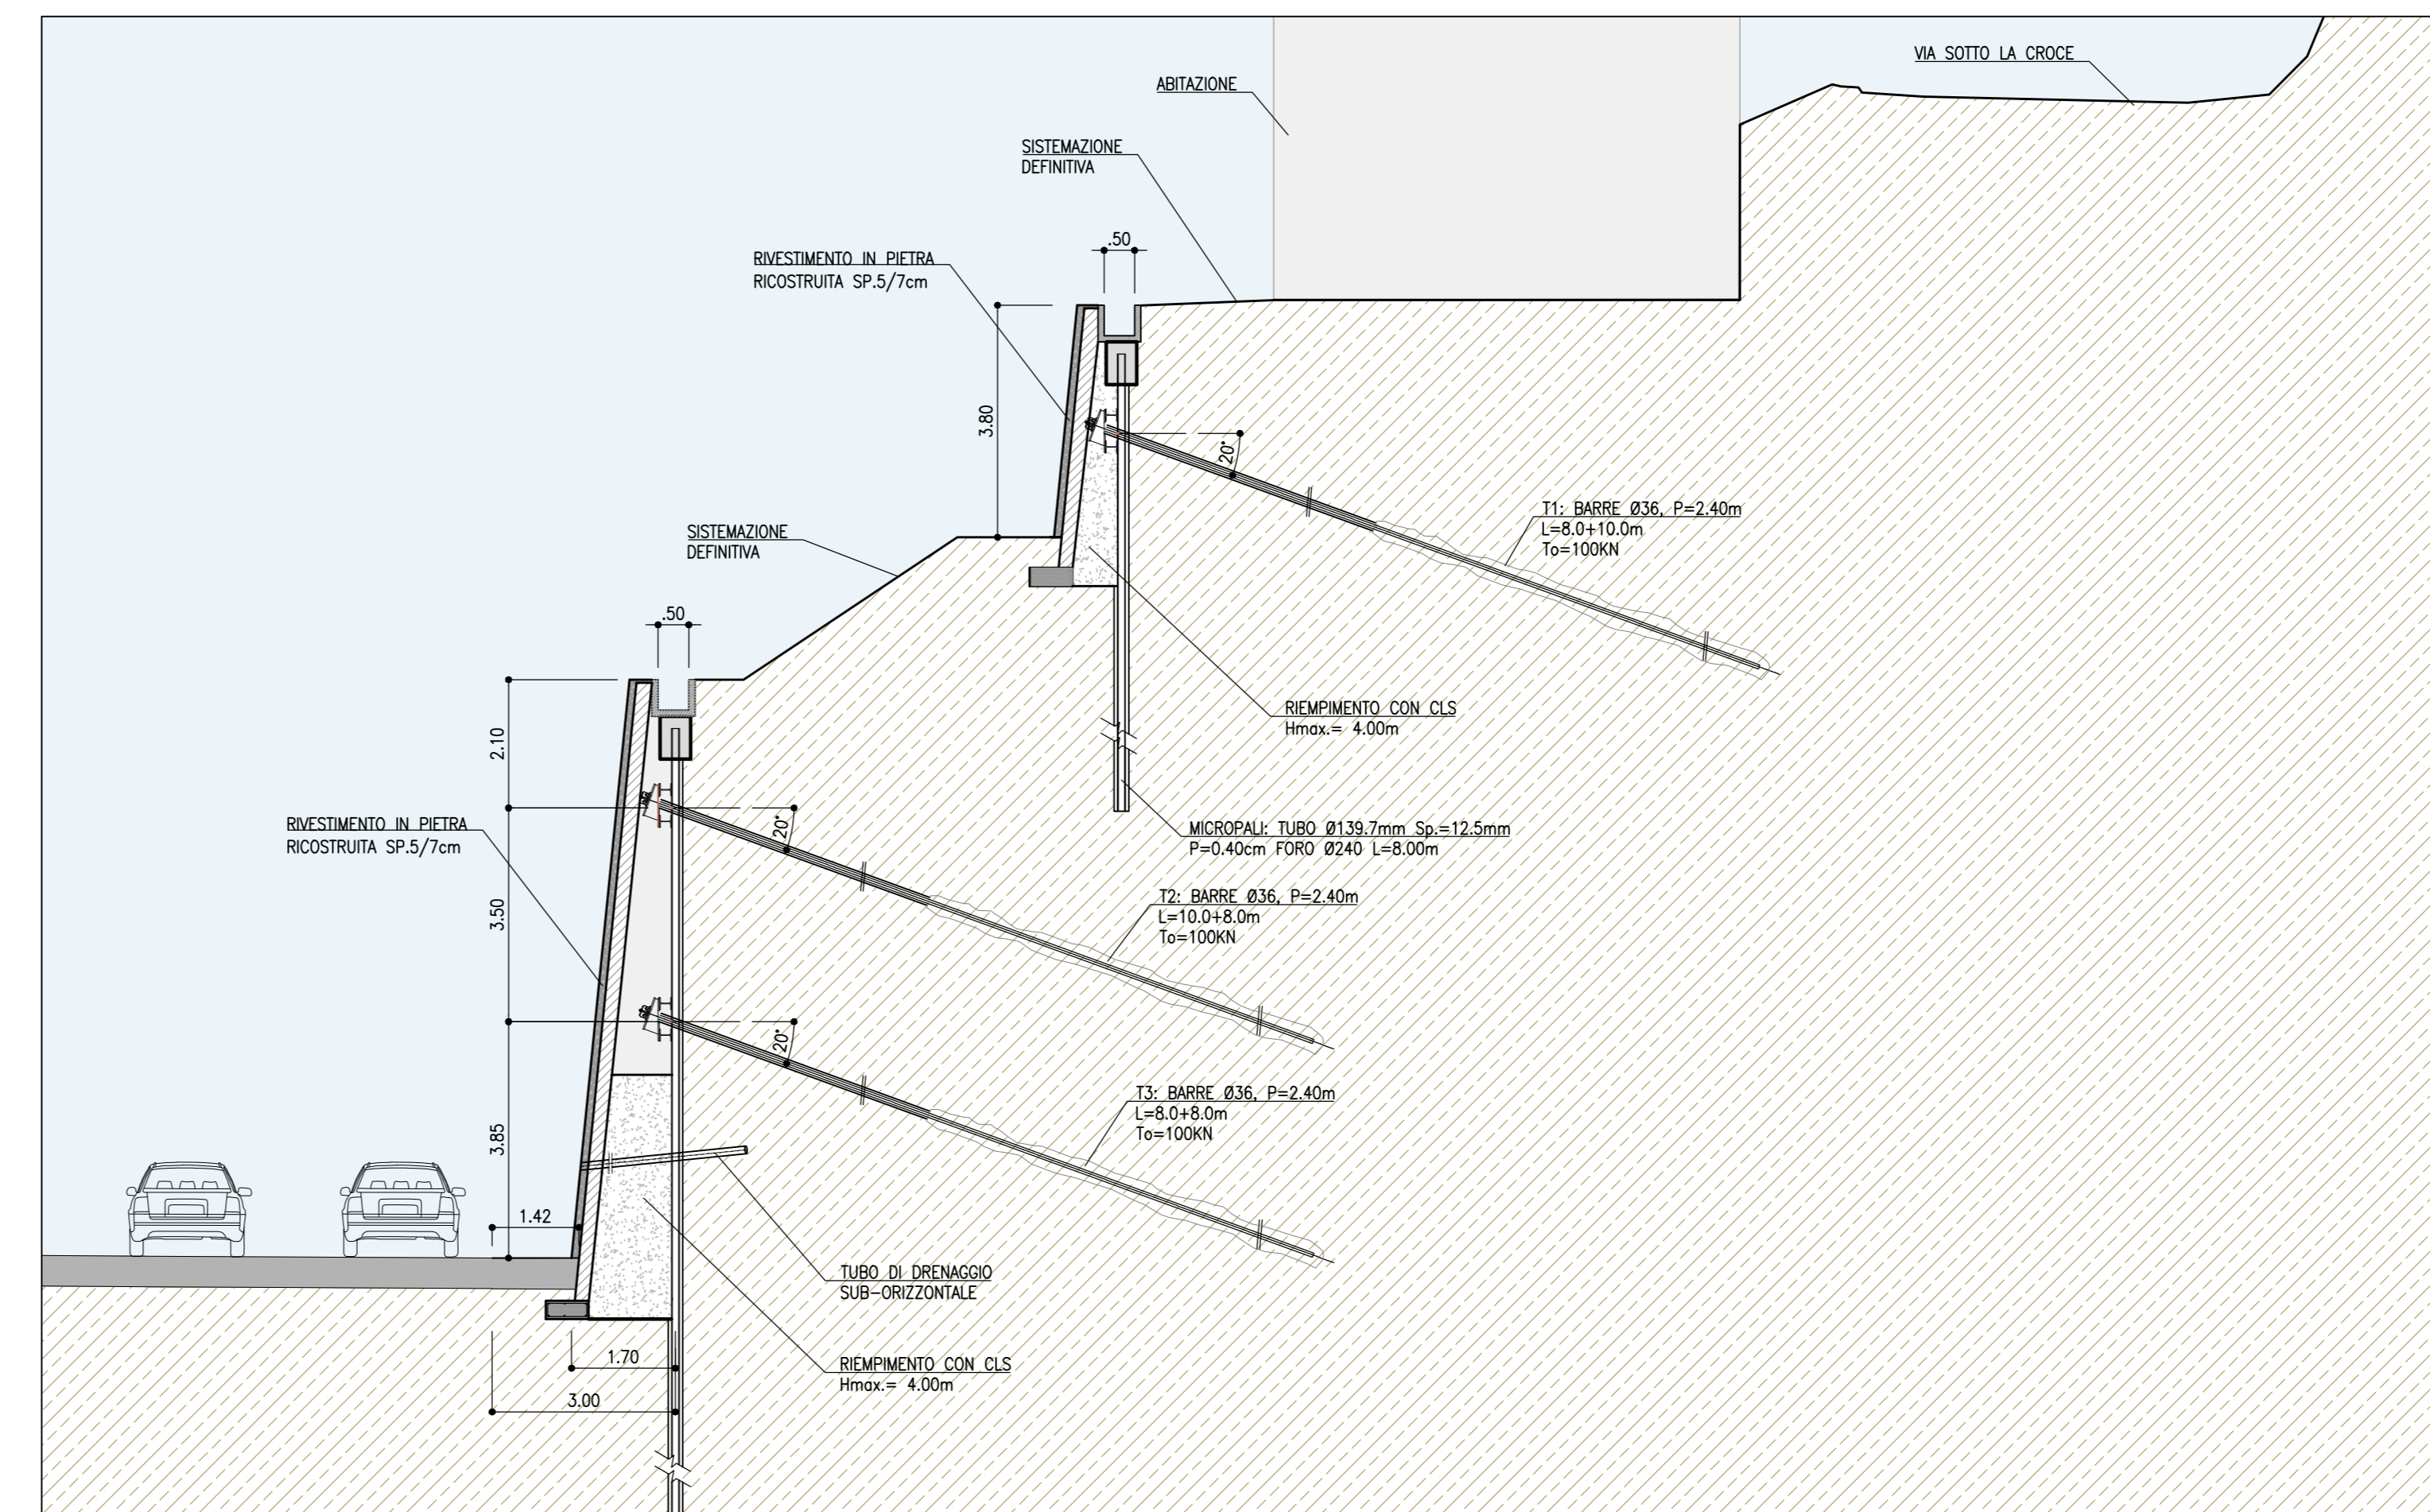 VIA SOTTO LA CROCE
ABITAZIONE
SISTEMAZIONE
DEFINITIVA
.50
RIVESTIMENTO IN PIETRA
RICOSTRUITA SP.5/7cm
3.80
20°
T1: BARRE Ø36, P=2.40m
L=8.0+10.0m
To=100KN
SISTEMAZIONE
DEFINITIVA
.50
RIEMPIMENTO CON CLS
Hmax.= 4.00m
2.10
MICROPALI: TUBO Ø139.7mm Sp.=12.5mm
P=0.40cm FORO Ø240 L=8.00m
RIVESTIMENTO IN PIETRA
RICOSTRUITA SP.5/7cm
20°
T2: BARRE Ø36, P=2.40m
L=10.0+8.0m
To=100KN
3.50
20°
T3: BARRE Ø36, P=2.40m
L=8.0+8.0m
To=100KN
3.85
1.42
TUBO DI DRENAGGIO
SUB-ORIZZONTALE
1.70
RIEMPIMENTO CON CLS
Hmax.= 4.00m
3.00